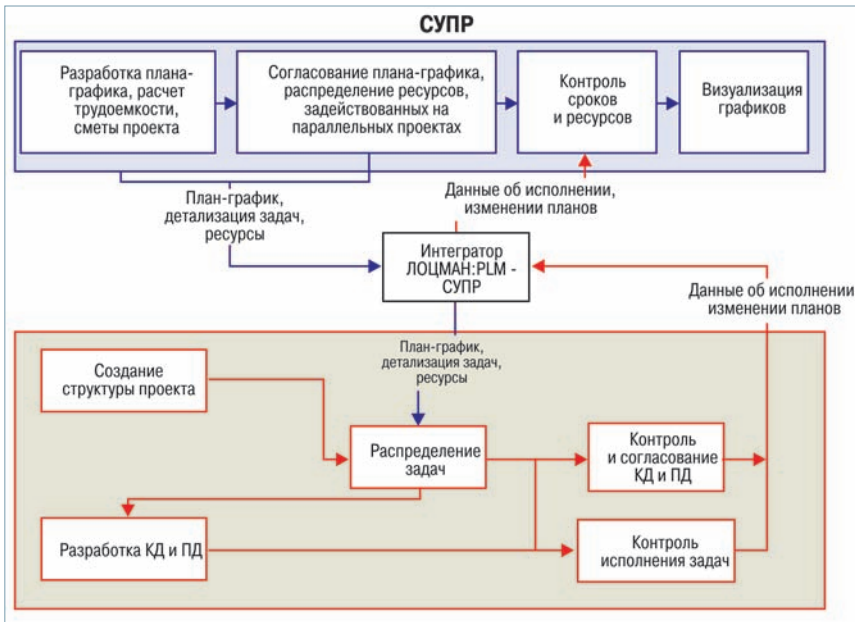 СУПР
Разработка плана-
графика, расчет
трудоемкости,
сметы проекта
Согласование плана-графика,
распределение ресурсов,
задействованных на
параллельных проектах
Контроль
сроков
и ресурсов
Визуализация
графиков
План-график,
детализация задач,
ресурсы
Данные об исполнении,
изменении планов
Интегратор
ЛОЦМАН:PLM -
СУПР
Данные об исполнении
изменении планов
План-график,
детализация задач,
ресурсы
Создание
структуры проекта
Распределение
задач
Контроль
и согласование
КД и ПД
Разработка КД и ПД
Контроль
исполнения задач